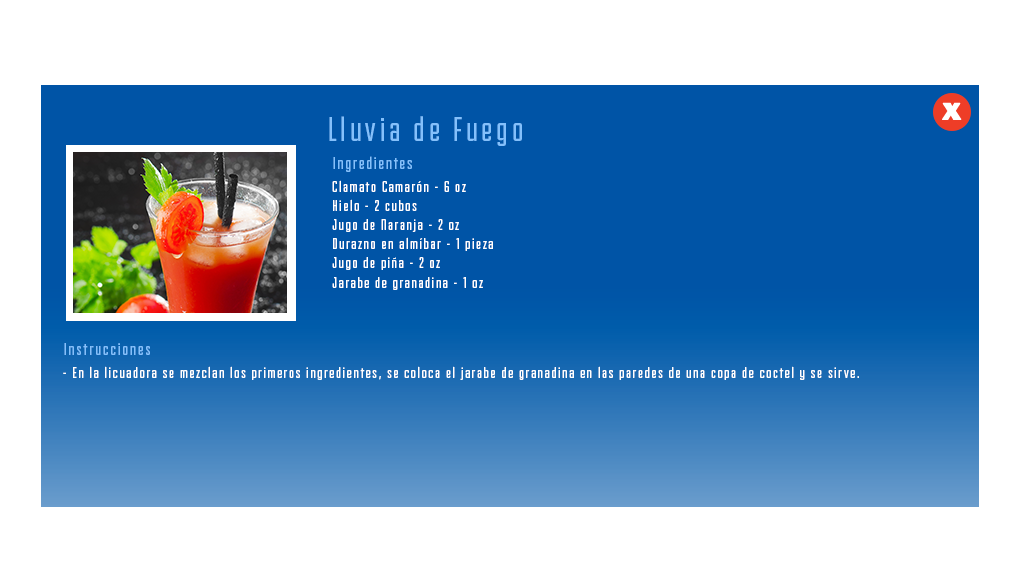 X
Lluvia de Fuego
Ingredientes
Clamato Camarón - 6 oz
Hielo - 2 cubos
Jugo de Naranja - 2 oz
Durazno en almíbar - 1 pieza
Jugo de piña - 2 oz
Jarabe de granadina - 1 oz
Instrucciones
- En la licuadora se mezclan los primeros ingredientes, se coloca el jarabe de granadina en las paredes de una copa de coctel y se sirve.